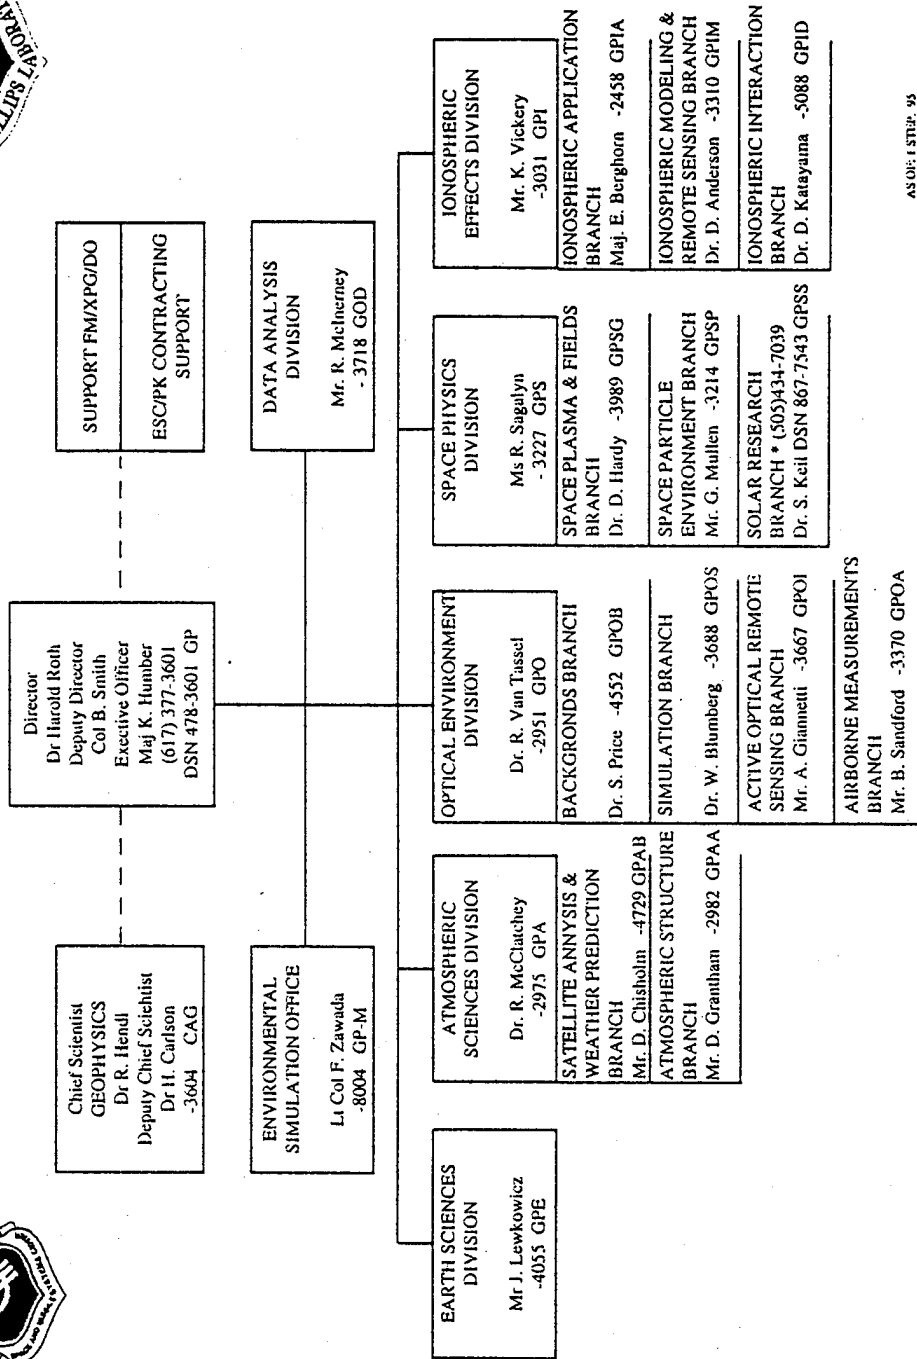 LLIPS LABORAT
Director
Dr Harold Roth
Deputy Director
Col B. Smith
Exective Officer
Maj K. Humber
(617) 377-3601
DSN 478-3601 GP
Chief Scientist
GEOPHYSICS
Dr R. Hendl
Deputy Chief Scientist
Dr H. Carlson
-3604 CAG
SUPPORT FM/XPG/DO
ESC/PK CONTRACTING
SUPPORT
ENVIRONMENTAL
SIMULATION OFFICE
Lt Col F. Zawada
-8004 GP-M
DATA ANALYSIS
DIVISION
Mr. R. McInerney
- 3718 GOD
EARTH SCIENCES
DIVISION
Mr J. Lewkowicz
-4055 GPE
ATMOSPHERIC
SCIENCES DIVISION
Dr. R. McClatchey
-2975 GPA
SATELLITE ANNYSIS &
WEATHER PREDICTION
BRANCH
Mr. D. Chisholm -4729 GPAB
ATMOSPHERIC STRUCTURE
BRANCH
Mr. D. Grantham -2982 GPAA
OPTICAL ENVIRONMENT
DIVISION
Dr. R. Van Tassel
-2951 GPO
BACKGRONDS BRANCH
Dr. S. Price -4552 GPOB
SIMULATION BRANCH
Dr. W. Blumberg -3688 GPOS
ACTIVE OPTICAL REMOTE
SENSING BRANCH
Mr. A. Giannetti -3667 GPOI
AIRBORNE MEASUREMENTS
BRANCH
Mr. B. Sandford -3370 GPOA
SPACE PHYSICS
DIVISION
Ms R. Sagalyn
- 3227 GPS
SPACE PLASMA & FIELDS
BRANCH
Dr. D. Hardy -3989 GPSG
SPACE PARTICLE
ENVIRONMENT BRANCH
Mr. G. Mullen -3214 GPSP
SOLAR RESEARCH
BRANCH * (505)434-7039
Dr. S. Keil DSN 867-7543 GPSS
IONOSPHERIC
EFFECTS DIVISION
Mr. K. Vickery
-3031 GPI
IONOSPHERIC APPLICATION
BRANCH
Maj. E. Berghorn -2458 GPIA
IONOSPHERIC MODELING &
REMOTE SENSING BRANCH
Dr. D. Anderson -3310 GPIM
IONOSPHERIC INTERACTION
BRANCH
Dr. D. Katayama -5088 GPID
AS OF: 1 SEP. 95